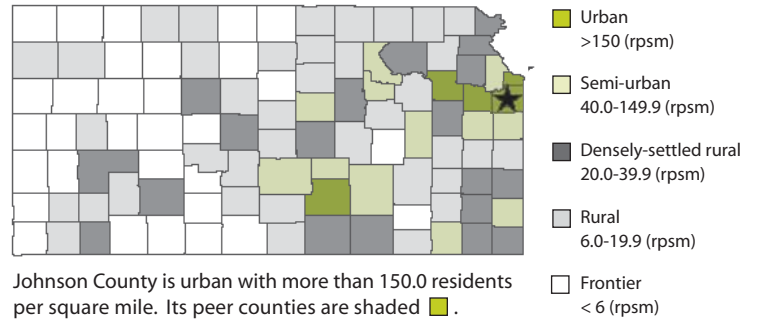 Urban
>150 (rpsm)
Semi-urban
40.0-149.9 (rpsm)
Densely-settled rural
20.0-39.9 (rpsm)
Rural
6.0-19.9 (rpsm)
Frontier
< 6 (rpsm)
Johnson County is urban with more than 150.0 residents
per square mile. Its peer counties are shaded .